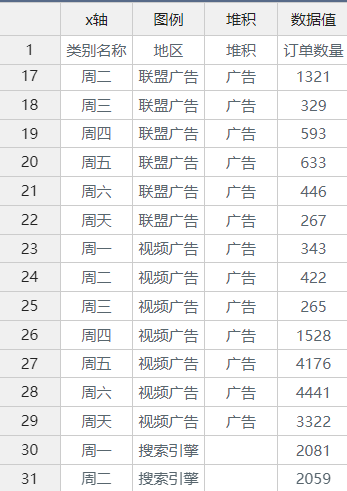 x轴 图例 堆积 数据值
1 类别名称 地区 堆积 订单数量
17 周二 联盟广告 广告 1321
18 周三 联盟广告 广告 329
19 周四 联盟广告 广告 593
20 周五 联盟广告 广告 633
21 周六 联盟广告 广告 446
22 周天 联盟广告 广告 267
23 周一 视频广告 广告 343
24 周二 视频广告 广告 422
25 周三 视频广告 广告 265
26 周四 视频广告 广告 1528
27 周五 视频广告 广告 4176
28 周六 视频广告 广告 4441
29 周天 视频广告 广告 3322
30 周一 搜索引擎 2081
31 周二 搜索引擎 2059